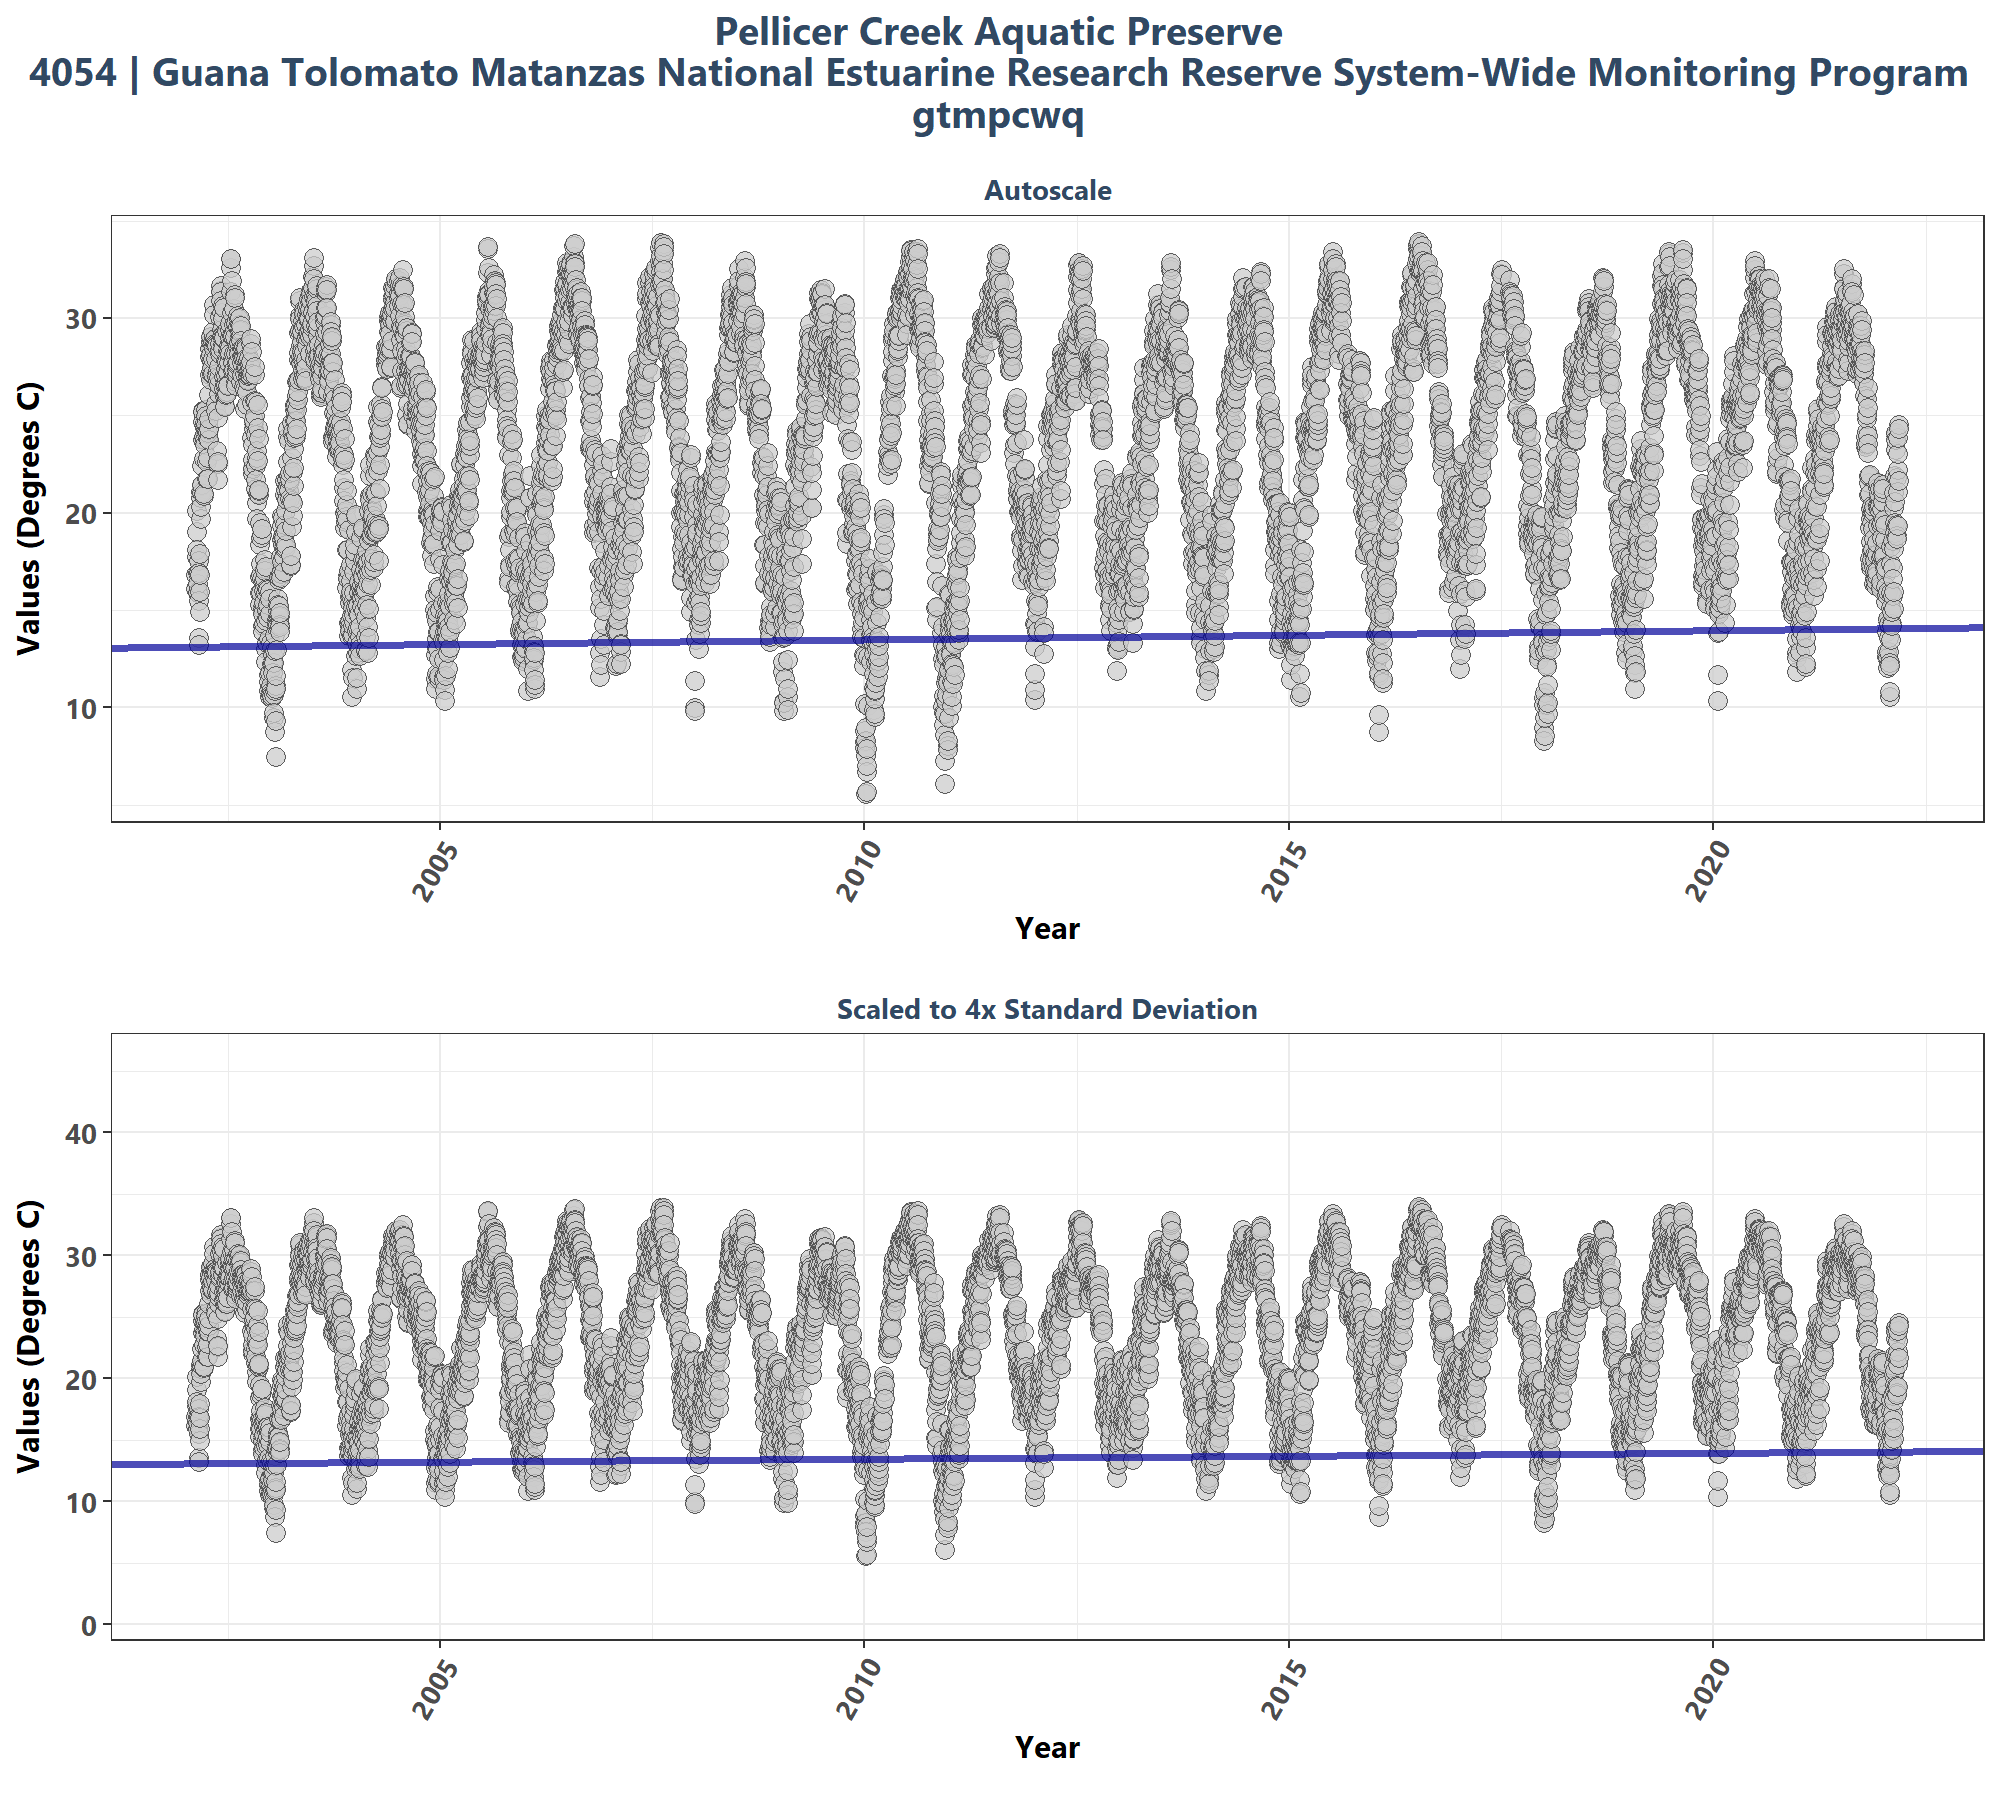 Pellicer Creek Aquatic Preserve
4054 | Guana Tolomato Matanzas National Estuarine Research Reserve System-Wide Monitoring Program
gtmpcwq
Autoscale
Values (Degrees C)
30
20
10
2005
2010
2015
2020
Year
Scaled to 4x Standard Deviation
Values (Degrees C)
40
30
20
10
0
2005
2010
2015
2020
Year